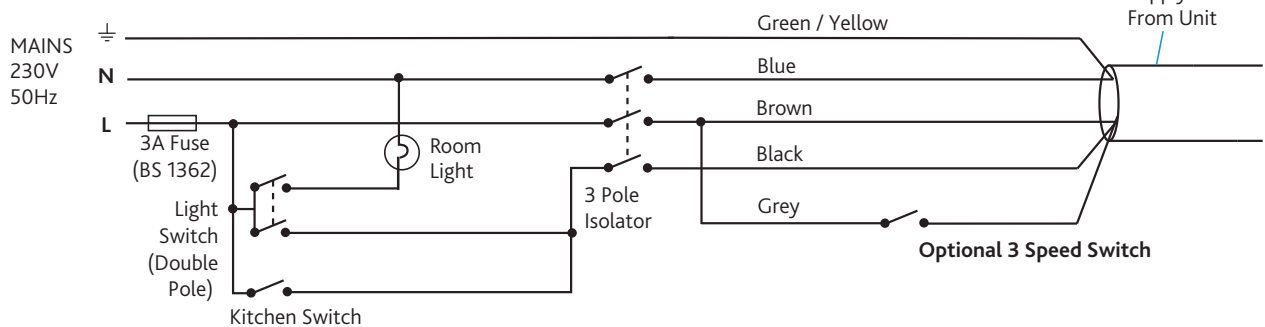 From Unit
Green / Yellow
MAINS
230V
50Hz
N
Blue
L
Brown
3A Fuse
(BS 1362)
Room
Light
Black
3 Pole
Isolator
Grey
Light
Switch
(Double
Pole)
Optional 3 Speed Switch
Kitchen Switch